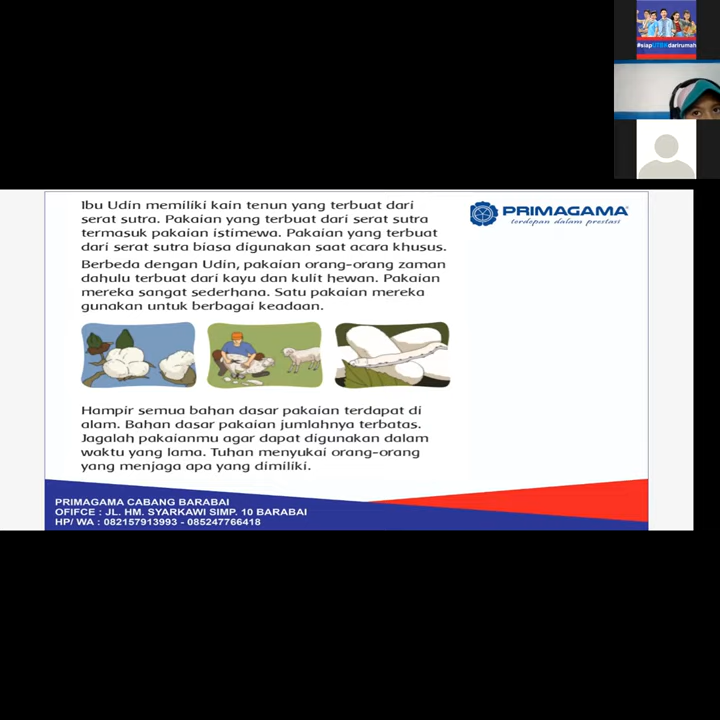 #siapUTBKdarirumah
Ibu Udin memiliki kain tenun yang terbuat dari
serat sutra. Pakaian yang terbuat dari serat sutra
termasuk pakaian istimewa. Pakaian yang terbuat
dari serat sutra biasa digunakan saat acara khusus.
Berbeda dengan Udin, pakaian orang-orang zaman
dahulu terbuat dari kayu dan kulit hewan. Pakaian
mereka sangat sederhana. Satu pakaian mereka
gunakan untuk berbagai keadaan.
PRIMAGAMA
terdepan dalam prestasi
Hampir semua bahan dasar pakaian terdapat di
alam. Bahan dasar pakaian jumlahnya terbatas.
Jagalah pakaianmu agar dapat digunakan dalam
waktu yang lama. Tuhan menyukai orang-orang
yang menjaga apa yang dimiliki.
PRIMAGAMA CABANG BARABAI
OFIFCE : JL. HM. SYARKAWI SIMP. 10 BARABAI
HP/ WA : 082157913993 - 085247766418